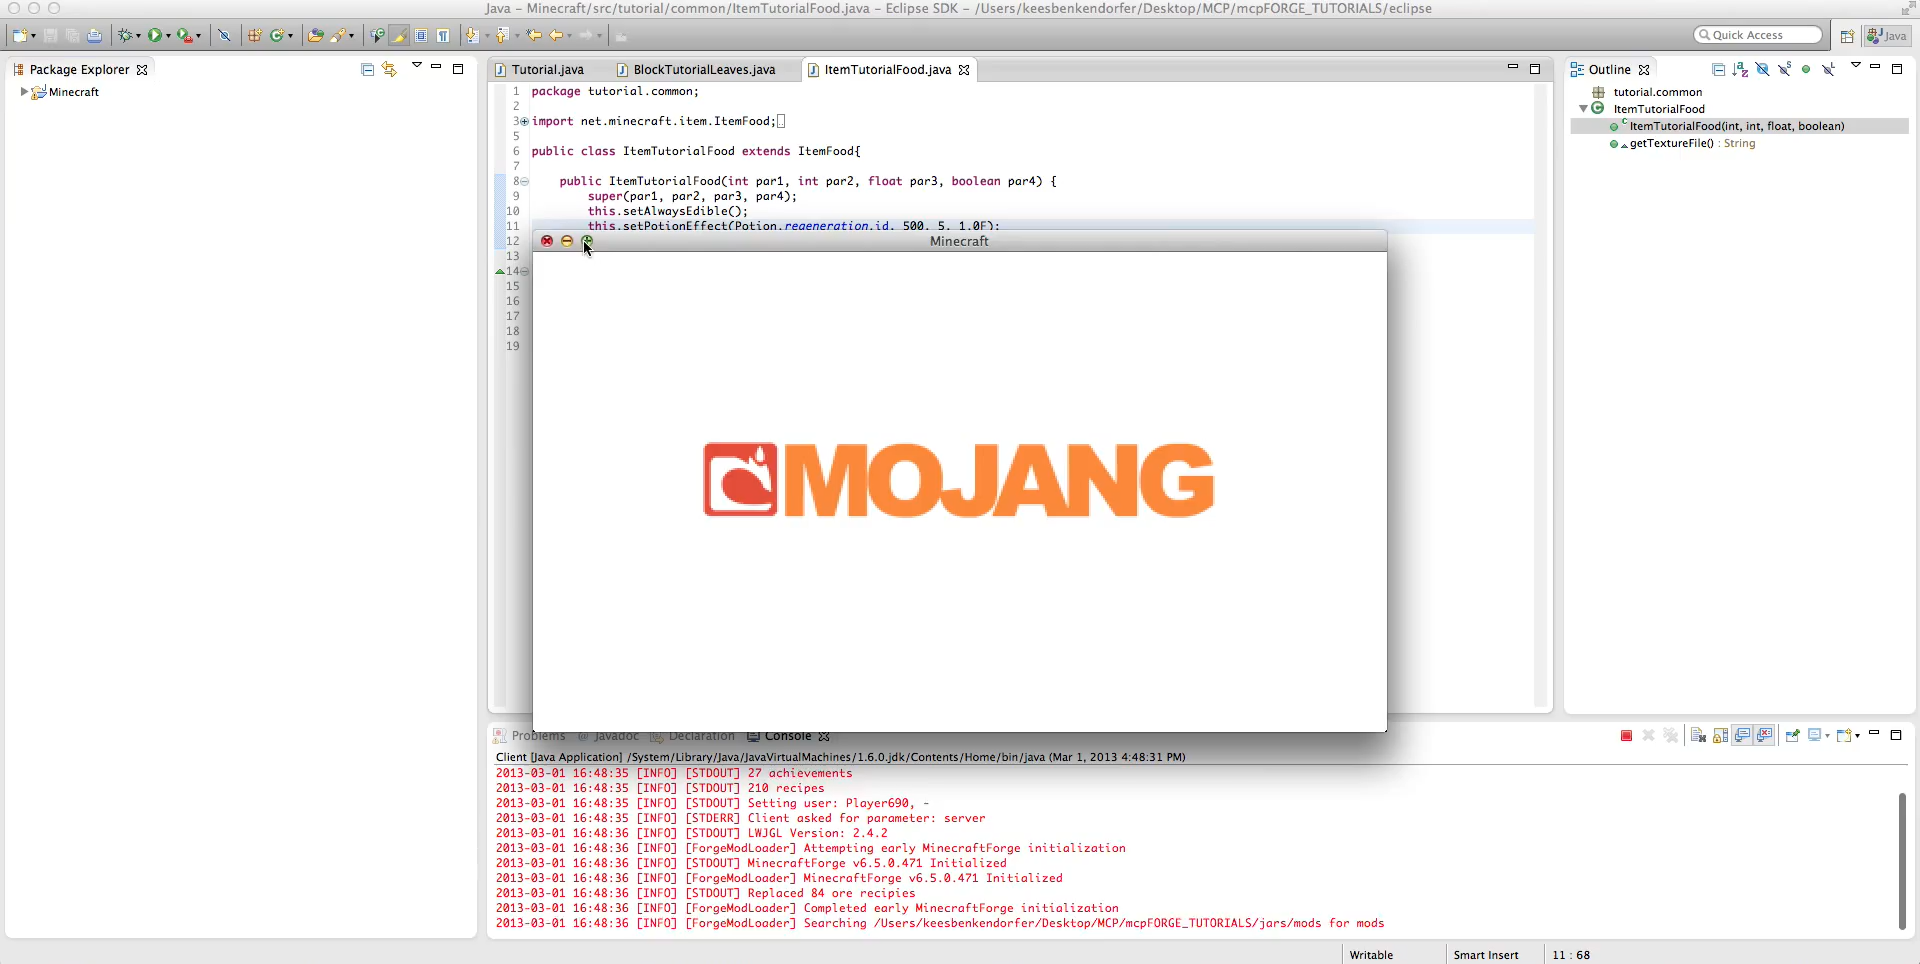 Java – Minecraft/src/tutorial/common/ItemTutorialFood.java – Eclipse SDK – /Users/keesbenkendorfer/Desktop/MCP/mcpFORGE_TUTORIALS/eclipse
Quick Access
Java
Package Explorer
Minecraft
Tutorial.java
BlockTutorialLeaves.java
ItemTutorialFood.java
1 package tutorial.common;
2
3 import net.minecraft.item.ItemFood;
5
6 public class ItemTutorialFood extends ItemFood{
7
8 public ItemTutorialFood(int par1, int par2, float par3, boolean par4) {
9 super(par1, par2, par3, par4);
10 this.setAlwaysEdible();
11 this.setPotionEffect(Potion.regeneration.id, 500, 5, 1.0F);
12
13
14
15
16
17
18
19
Minecraft
MOJANG
Outline
tutorial.common
ItemTutorialFood
ItemTutorialFood(int, int, float, boolean)
getTextureFile() : String
Problems
Javadoc
Declaration
Console
Client [Java Application] /System/Library/Java/JavaVirtualMachines/1.6.0.jdk/Contents/Home/bin/java (Mar 1, 2013 4:48:31 PM)
2013-03-01 16:48:35 [INFO] [STDOUT] 27 achievements
2013-03-01 16:48:35 [INFO] [STDOUT] 210 recipes
2013-03-01 16:48:35 [INFO] [STDOUT] Setting user: Player690, -
2013-03-01 16:48:35 [INFO] [STDERR] Client asked for parameter: server
2013-03-01 16:48:36 [INFO] [STDOUT] LWJGL Version: 2.4.2
2013-03-01 16:48:36 [INFO] [ForgeModLoader] Attempting early MinecraftForge initialization
2013-03-01 16:48:36 [INFO] [STDOUT] MinecraftForge v6.5.0.471 Initialized
2013-03-01 16:48:36 [INFO] [ForgeModLoader] MinecraftForge v6.5.0.471 Initialized
2013-03-01 16:48:36 [INFO] [STDOUT] Replaced 84 ore recipies
2013-03-01 16:48:36 [INFO] [ForgeModLoader] Completed early MinecraftForge initialization
2013-03-01 16:48:36 [INFO] [ForgeModLoader] Searching /Users/keesbenkendorfer/Desktop/MCP/mcpFORGE_TUTORIALS/jars/mods for mods
Writable
Smart Insert
11 : 68